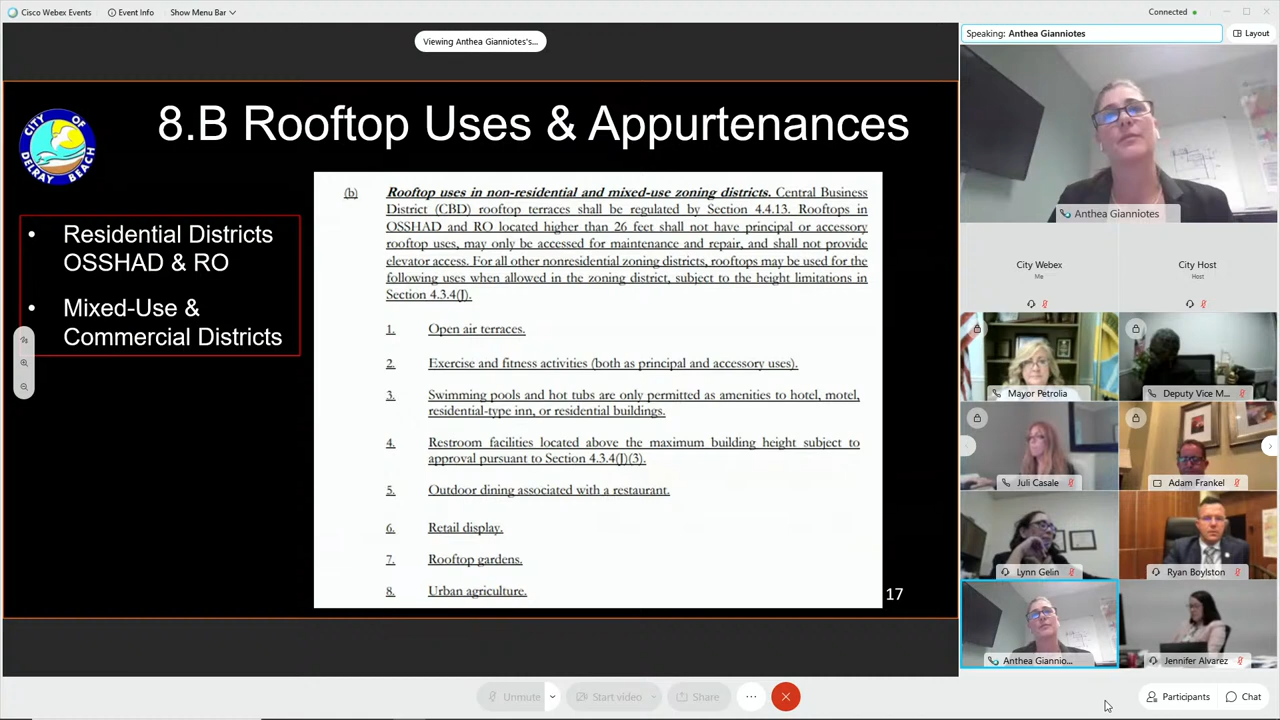 Cisco Webex Events
Event Info
Show Menu Bar
Connected
Viewing Anthea Gianniotes's...
Speaking: Anthea Gianniotes
Layout
CITY OF
DELRAY BEACH
8.B Rooftop Uses & Appurtenances
• Residential Districts
OSSHAD & RO
• Mixed-Use &
Commercial Districts
(b) Rooftop uses in non-residential and mixed-use zoning districts. Central Business
District (CBD) rooftop terraces shall be regulated by Section 4.4.13. Rooftops in
OSSHAD and RO located higher than 26 feet shall not have principal or accessory
rooftop uses, may only be accessed for maintenance and repair, and shall not provide
elevator access. For all other nonresidential zoning districts, rooftops may be used for the
following uses when allowed in the zoning district, subject to the height limitations in
Section 4.3.4(J).
1. Open air terraces.
2. Exercise and fitness activities (both as principal and accessory uses).
3. Swimming pools and hot tubs are only permitted as amenities to hotel, motel,
residential-type inn, or residential buildings.
4. Restroom facilities located above the maximum building height subject to
approval pursuant to Section 4.3.4(J)(3).
5. Outdoor dining associated with a restaurant.
6. Retail display.
7. Rooftop gardens.
8. Urban agriculture.
17
Anthea Gianniotes
City Webex
Me
City Host
Host
Mayor Petrolia
Deputy Vice M...
Juli Casale
Adam Frankel
Lynn Gelin
Ryan Boylston
Anthea Giannio...
Jennifer Alvarez
Unmute
Start video
Share
Participants
Chat